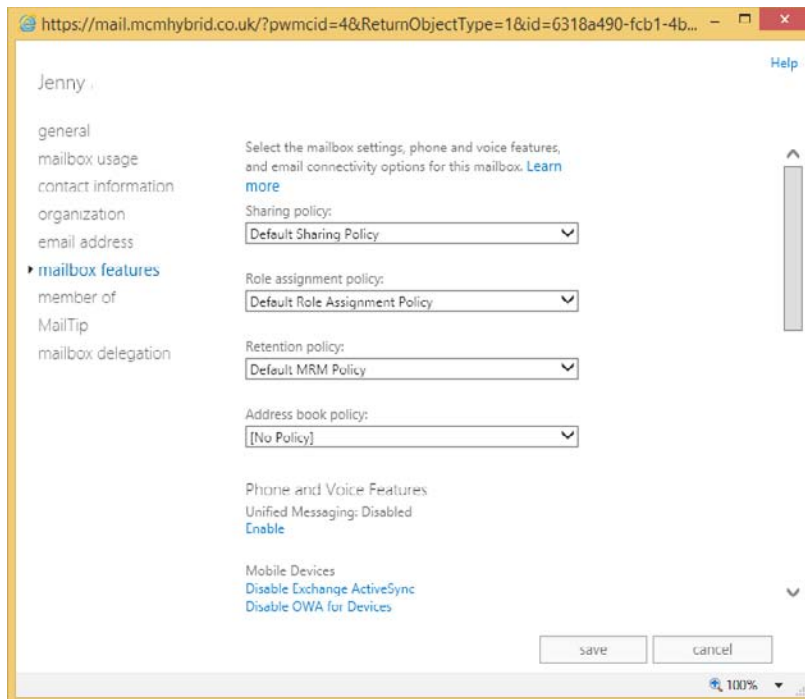 https://mail.mcmhybrid.co.uk/?pwmcid=4&ReturnObjectType=1&id=6318a490-fcb1-4b...
Help
Jenny
general
mailbox usage
contact information
organization
email address
mailbox features
member of
MailTip
mailbox delegation
Select the mailbox settings, phone and voice features,
and email connectivity options for this mailbox. Learn
more
Sharing policy:
Default Sharing Policy
Role assignment policy:
Default Role Assignment Policy
Retention policy:
Default MRM Policy
Address book policy:
[No Policy]
Phone and Voice Features
Unified Messaging: Disabled
Enable
Mobile Devices
Disable Exchange ActiveSync
Disable OWA for Devices
save
cancel
100%